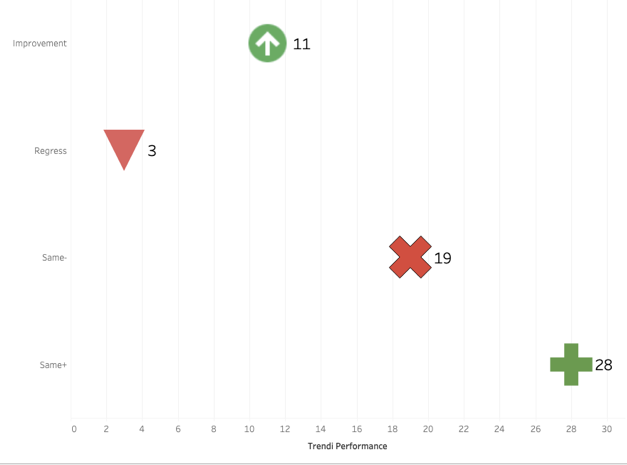 Improvement
11
Regress
3
Same-
19
Same+
28
0 2 4 6 8 10 12 14 16 18 20 22 24 26 28 30
Trendi Performance